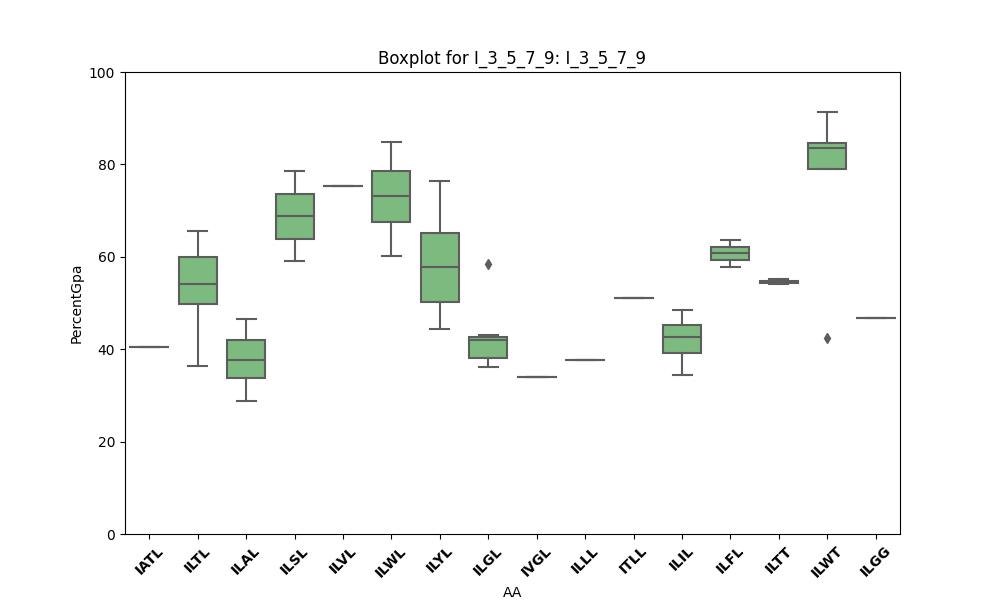 Boxplot for I_3_5_7_9: I_3_5_7_9
100
80
60
40
20
0
PercentGpa
IATL ILTL ILAL ILSL ILVL ILWL ILYL ILGL IVGL ILLL ITLL ILIL ILFL ILTT ILWT ILGG
AA